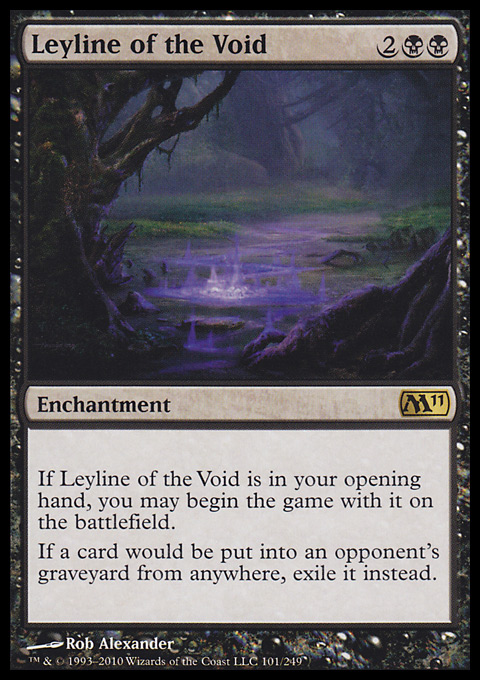 Leyline of the Void 2
Enchantment M11
If Leyline of the Void is in your opening
hand, you may begin the game with it on
the battlefield.
If a card would be put into an opponent's
graveyard from anywhere, exile it instead.
Rob Alexander
™ & © 1993–2010 Wizards of the Coast LLC 101/249